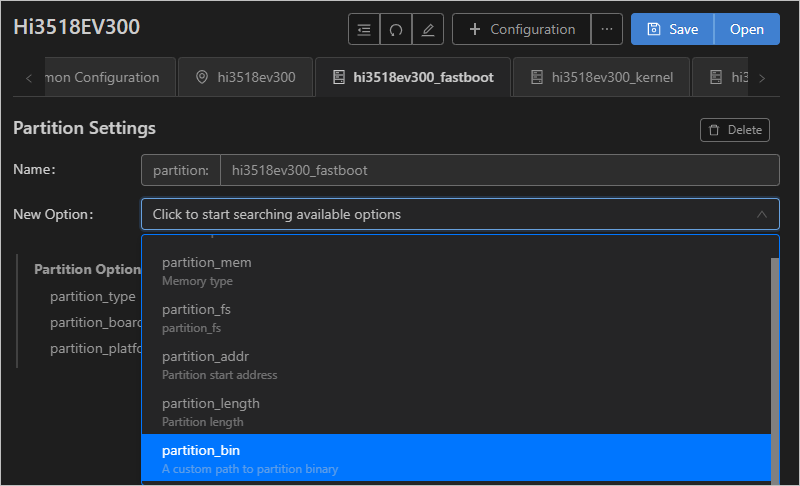 Hi3518EV300
Configuration
Save
Open
mon Configuration
hi3518ev300
hi3518ev300_fastboot
hi3518ev300_kernel
hi3
Partition Settings
Delete
Name:
partition:
hi3518ev300_fastboot
New Option:
Click to start searching available options
Partition Option
partition_type
partition_board
partition_platfo
partition_mem
Memory type
partition_fs
partition_fs
partition_addr
Partition start address
partition_length
Partition length
partition_bin
A custom path to partition binary